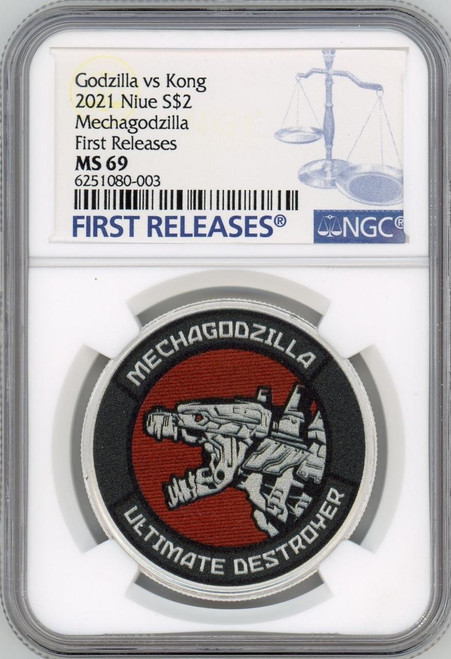 Godzilla vs Kong
2021 Niue S$2
Mechagodzilla
First Releases
MS 69
6251080-003
FIRST RELEASES®
NGC®
MECHAGODZILLA
ULTIMATE DESTROYER